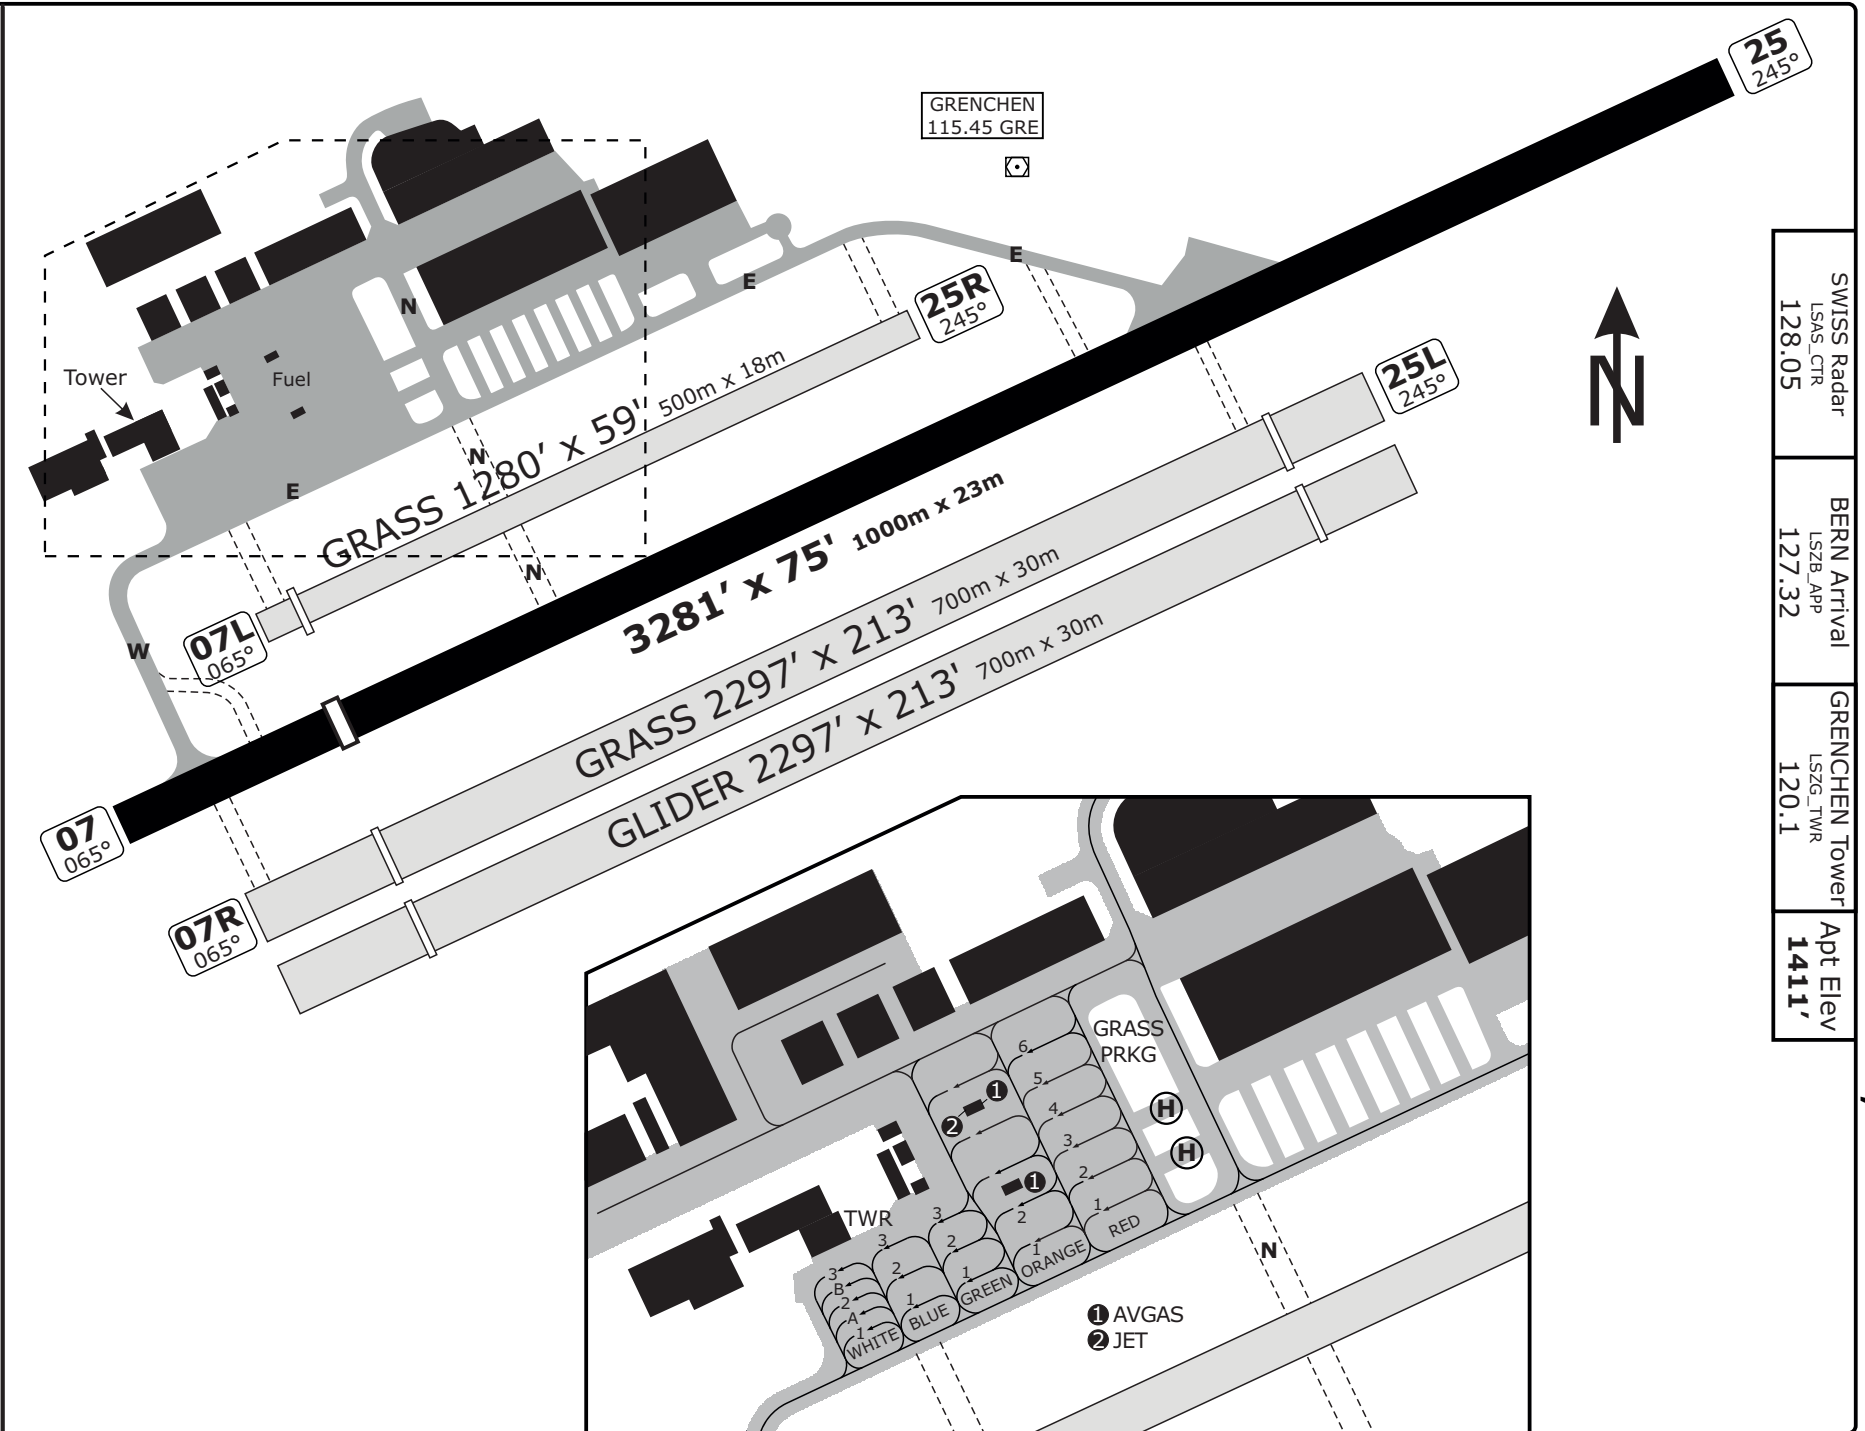 25
245°
GRENCHEN
115.45 GRE
E
E
N
25R
245°
Tower
Fuel
25L
245°
N
E
N
N
GRASS 1280' x 59' 500m x 18m
3281' x 75' 1000m x 23m
GRASS 2297' x 213' 700m x 30m
GLIDER 2297' x 213' 700m x 30m
07L
065°
W
07
065°
07R
065°
SWISS Radar
LSAS_CTR
128.05
BERN Arrival
LSZB_APP
127.32
GRENCHEN Tower
LSZG_TWR
120.1
Apt Elev
1411'
GRASS
PRKG
H
H
6
5
4
3
2
1
RED
1
2
1
2
1
ORANGE
3
2
1
GREEN
TWR
3
2
1
BLUE
3
B
2
A
1
WHITE
N
1 AVGAS
2 JET